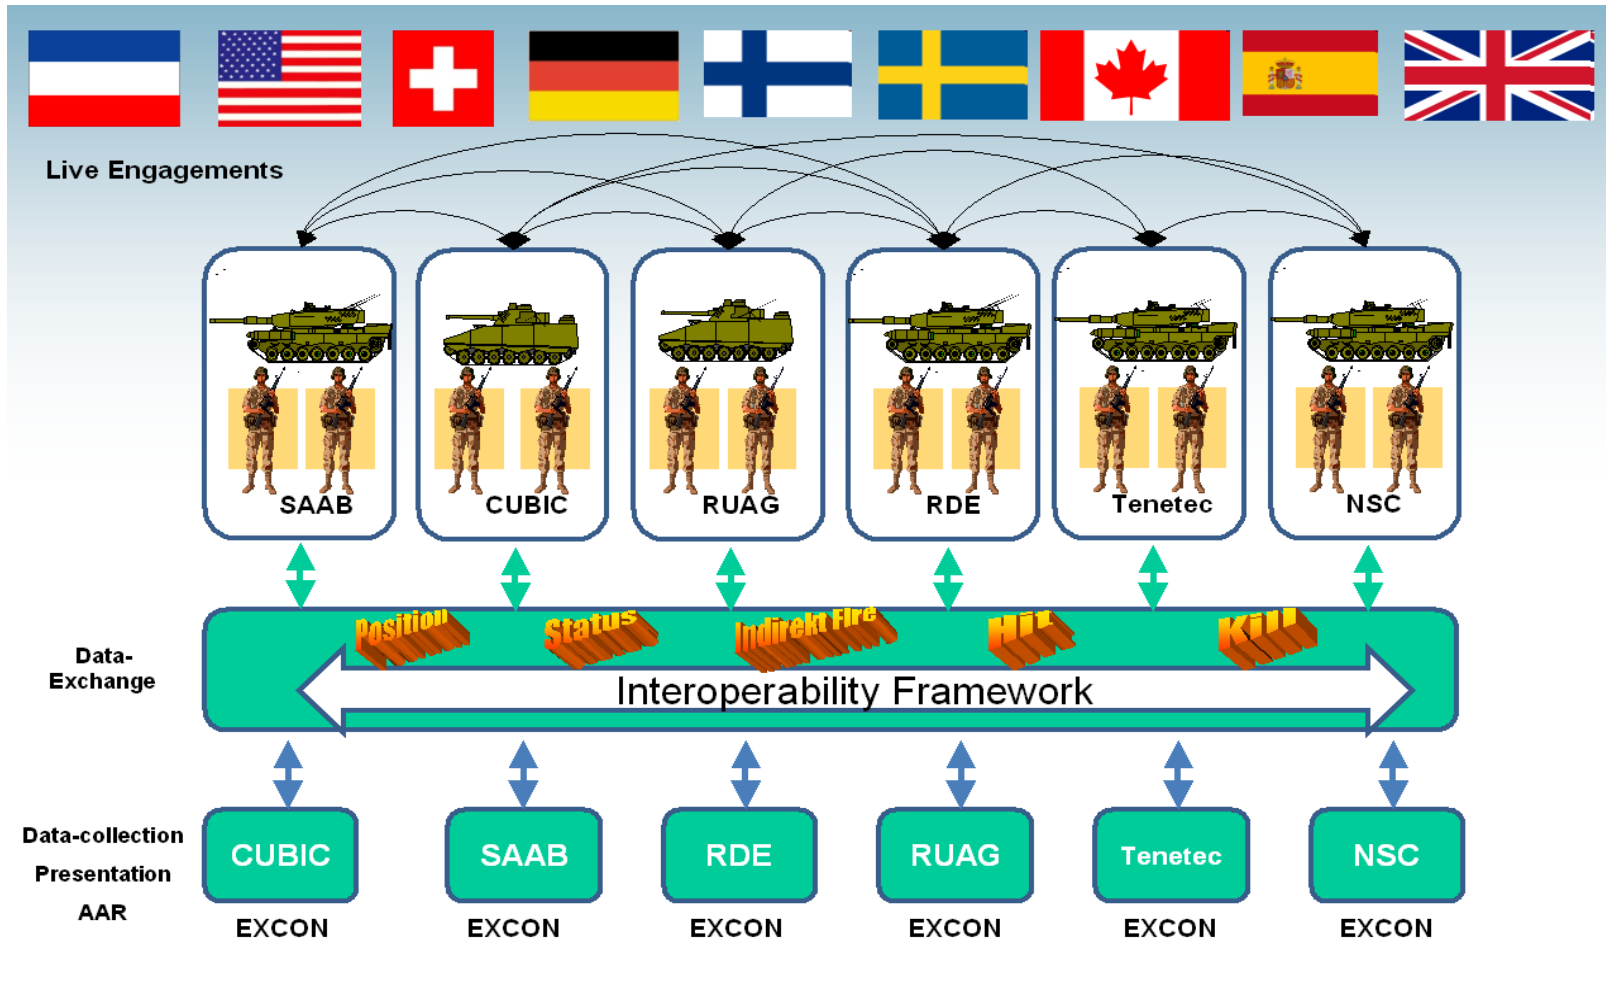 Live Engagements
SAAB
CUBIC
RUAG
RDE
Tenetec
NSC
Data-
Exchange
Position
Status
Indirekt Fire
Hit
Kill
Interoperability Framework
Data-collection
Presentation
AAR
CUBIC
SAAB
RDE
RUAG
Tenetec
NSC
EXCON
EXCON
EXCON
EXCON
EXCON
EXCON